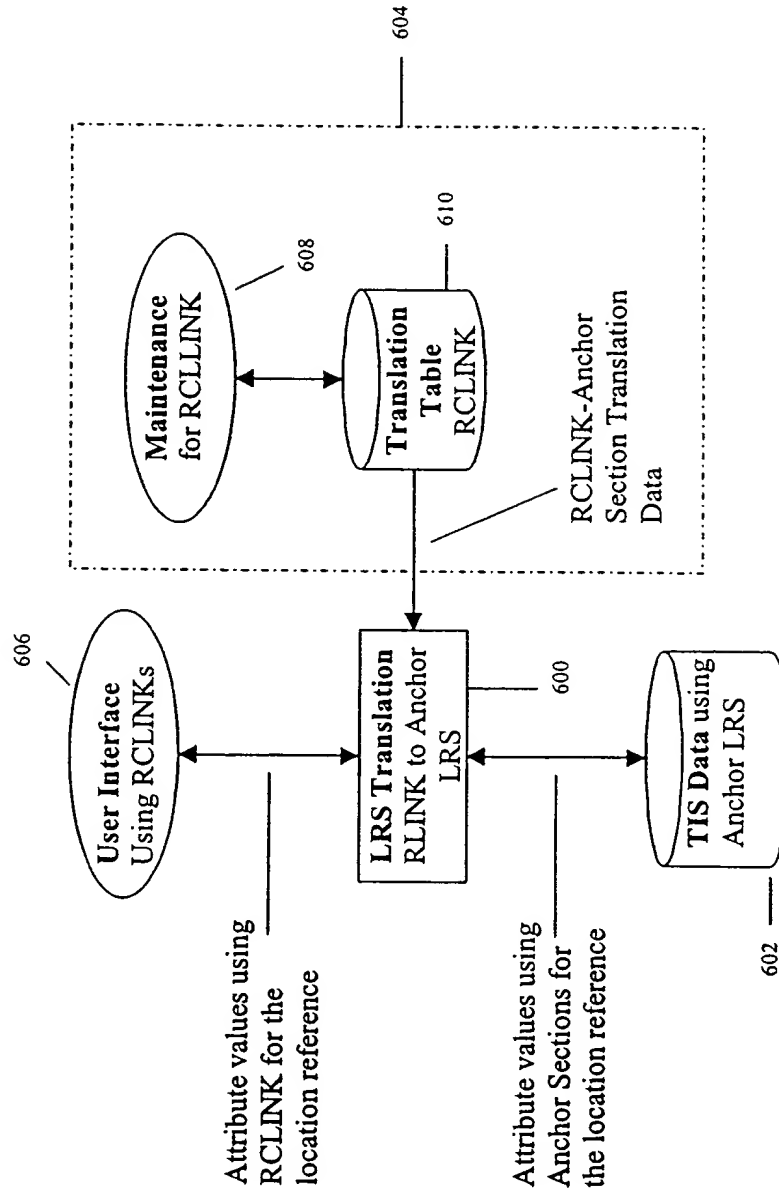 606
User Interface
Using RCLINKs
Attribute values using
RCLINK for the
location reference
LRS Translation
RLINK to Anchor
LRS
600
Attribute values using
Anchor Sections for
the location reference
TIS Data using
Anchor LRS
602
Maintenance
for RCLLINK
608
Translation
Table
RCLINK
610
RCLINK-Anchor
Section Translation
Data
604